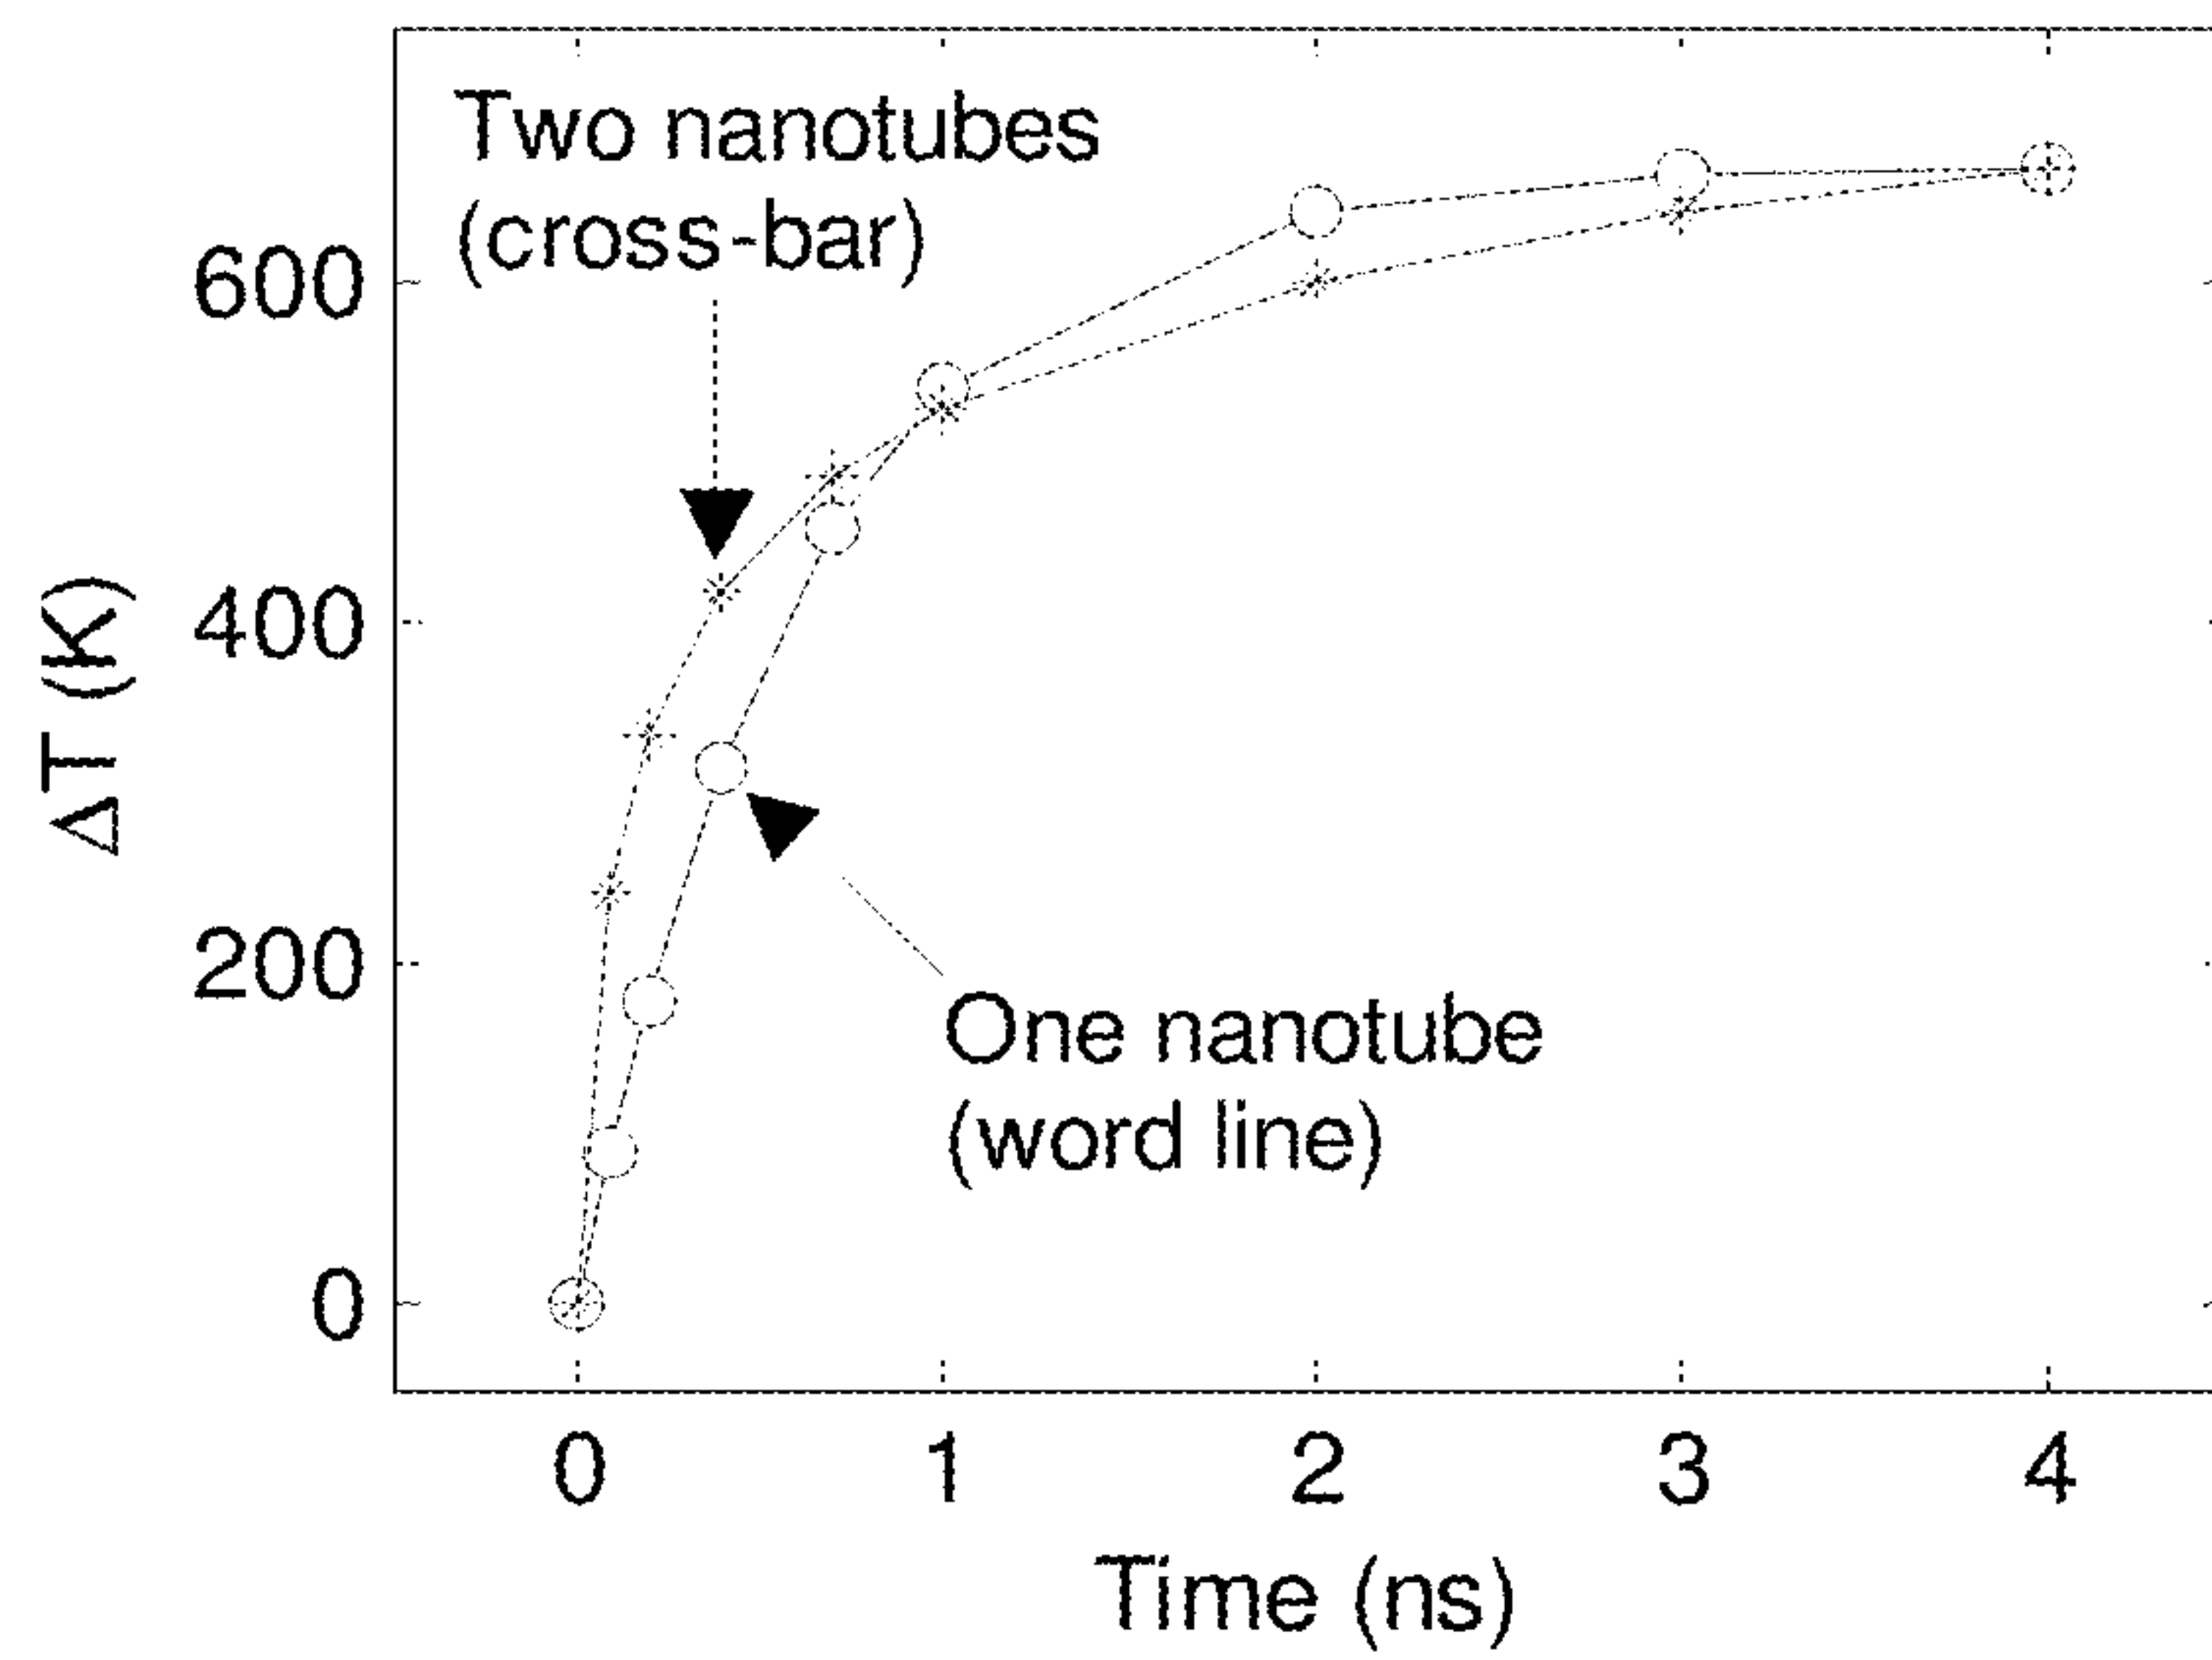 Two nanotubes
(cross-bar)
600
400
200
0
ΔT (K)
One nanotube
(word line)
0 1 2 3 4
Time (ns)